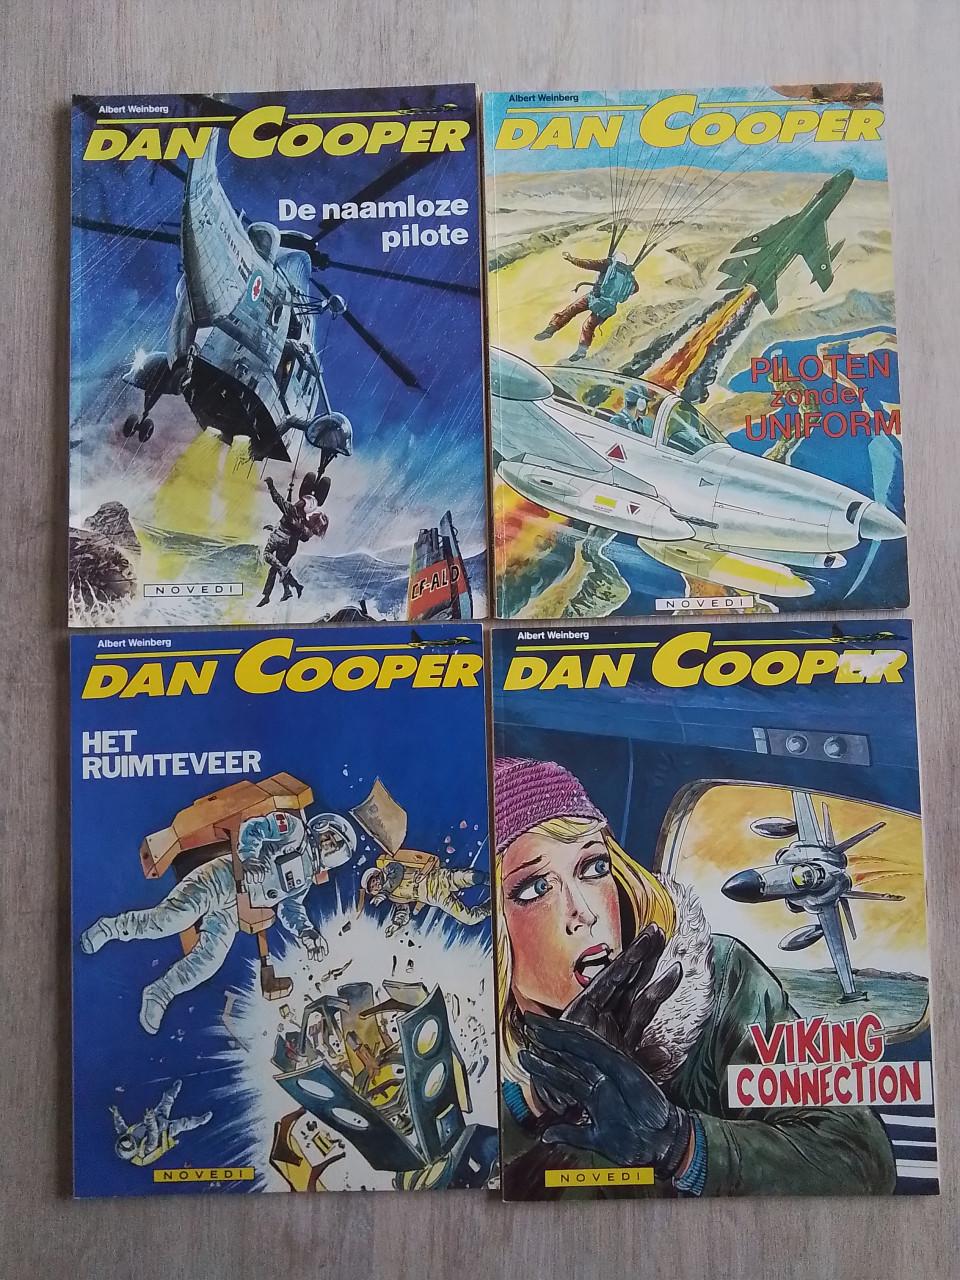 Albert Weinberg
DAN COOPER
De naamloze
pilote
CF-ALD
NOVEDI
Albert Weinberg
DAN COOPER
PILOTEN
zonder
UNIFORM
NOVEDI
Albert Weinberg
DAN COOPER
HET
RUIMTEVEER
NOVEDI
Albert Weinberg
DAN COOPER
VIKING
CONNECTION
NOVEDI